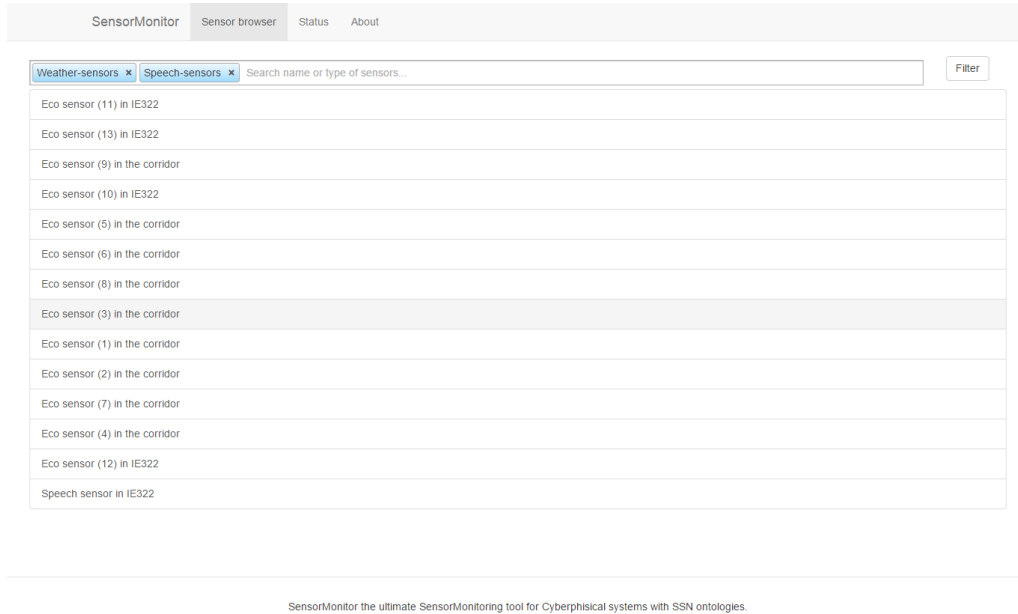 SensorMonitor Sensor browser Status About
Weather-sensors × Speech-sensors × Search name or type of sensors... Filter
Eco sensor (11) in IE322
Eco sensor (13) in IE322
Eco sensor (9) in the corridor
Eco sensor (10) in IE322
Eco sensor (5) in the corridor
Eco sensor (6) in the corridor
Eco sensor (8) in the corridor
Eco sensor (3) in the corridor
Eco sensor (1) in the corridor
Eco sensor (2) in the corridor
Eco sensor (7) in the corridor
Eco sensor (4) in the corridor
Eco sensor (12) in IE322
Speech sensor in IE322
SensorMonitor the ultimate SensorMonitoring tool for Cyberphisical systems with SSN ontologies.